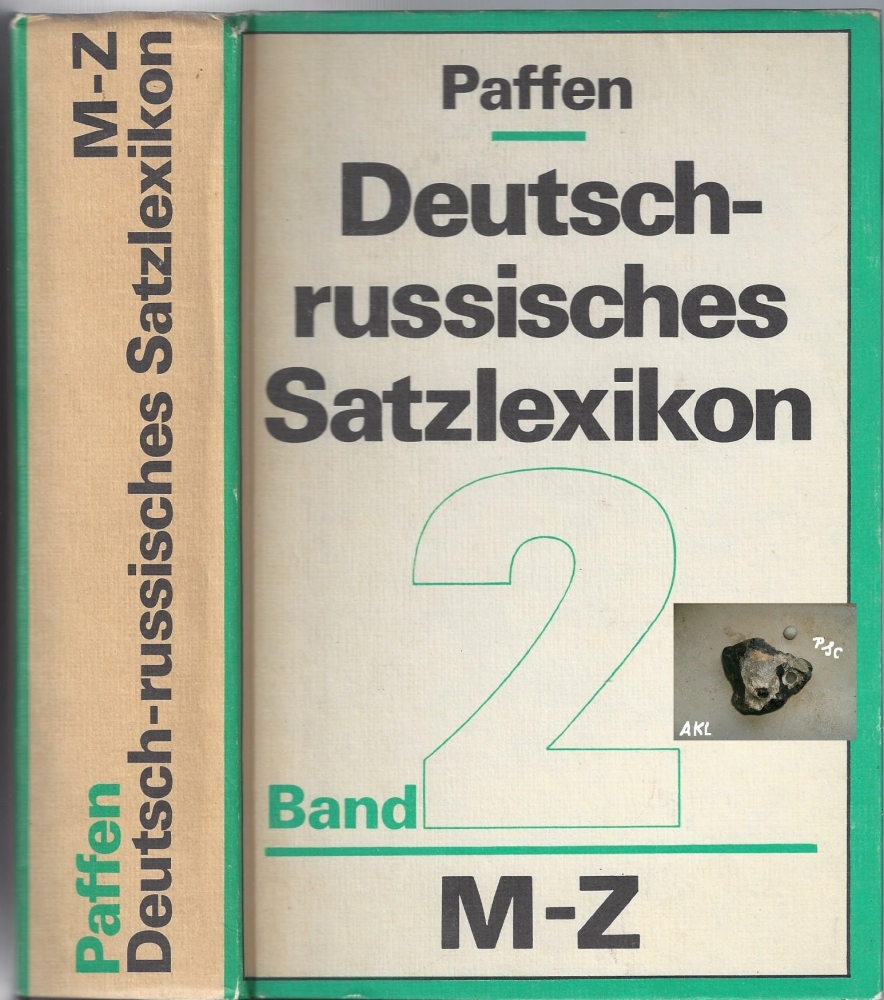 M-Z
Paffen
Deutsch-russisches Satzlexikon
Paffen
Deutsch-
russisches
Satzlexikon
2
Band
M-Z
PSC
AKL